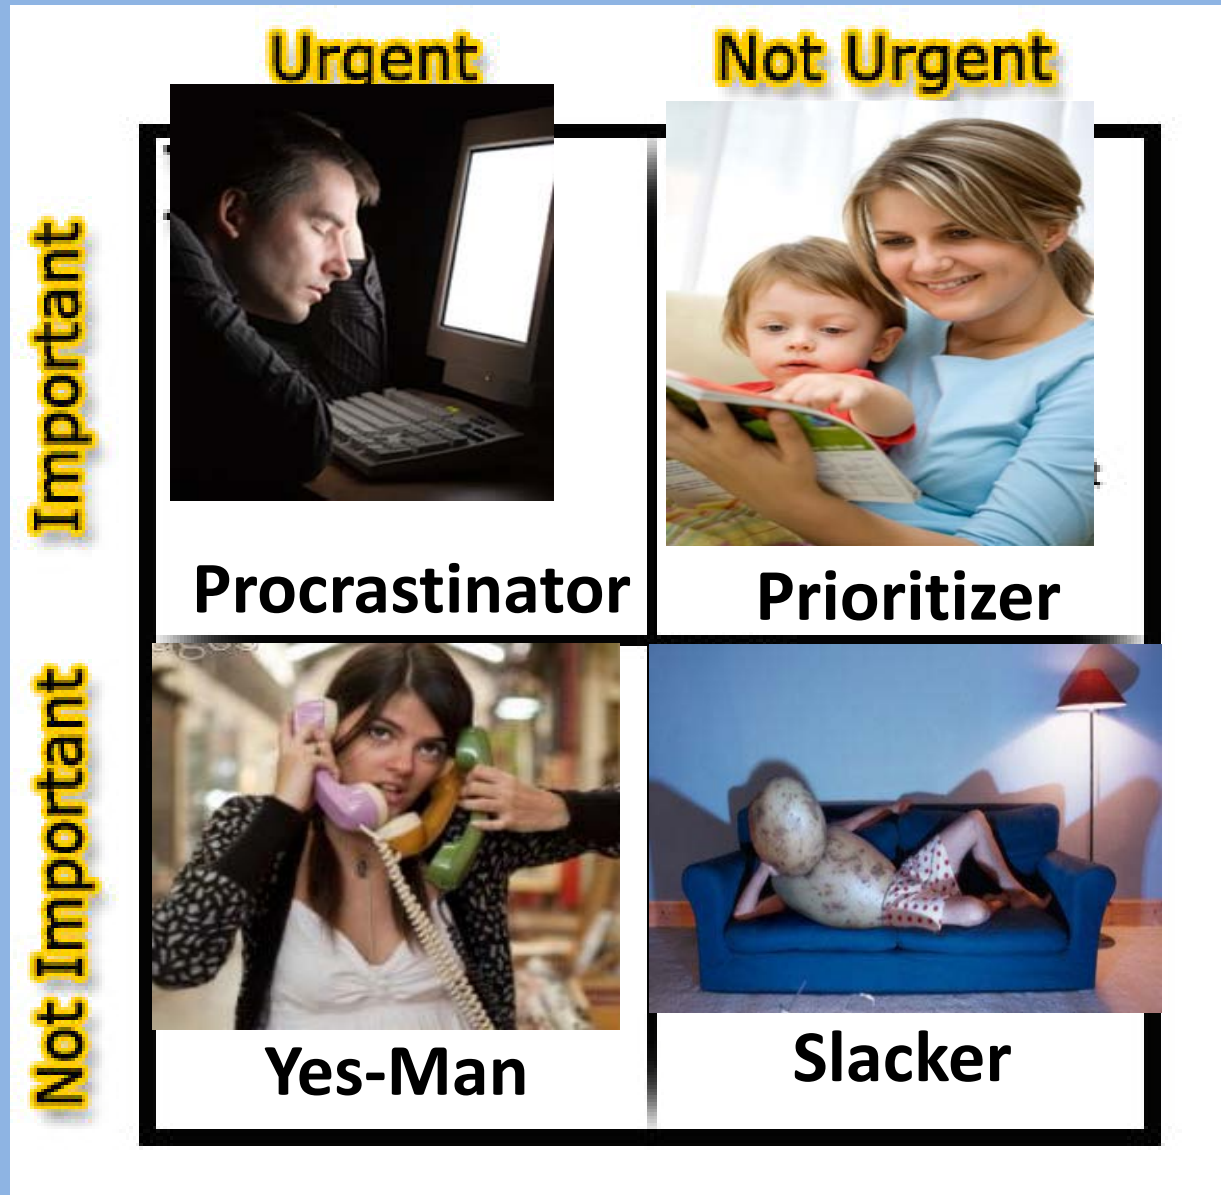 Urgent
Not Urgent
Important
Procrastinator
Prioritizer
Not Important
Yes-Man
Slacker